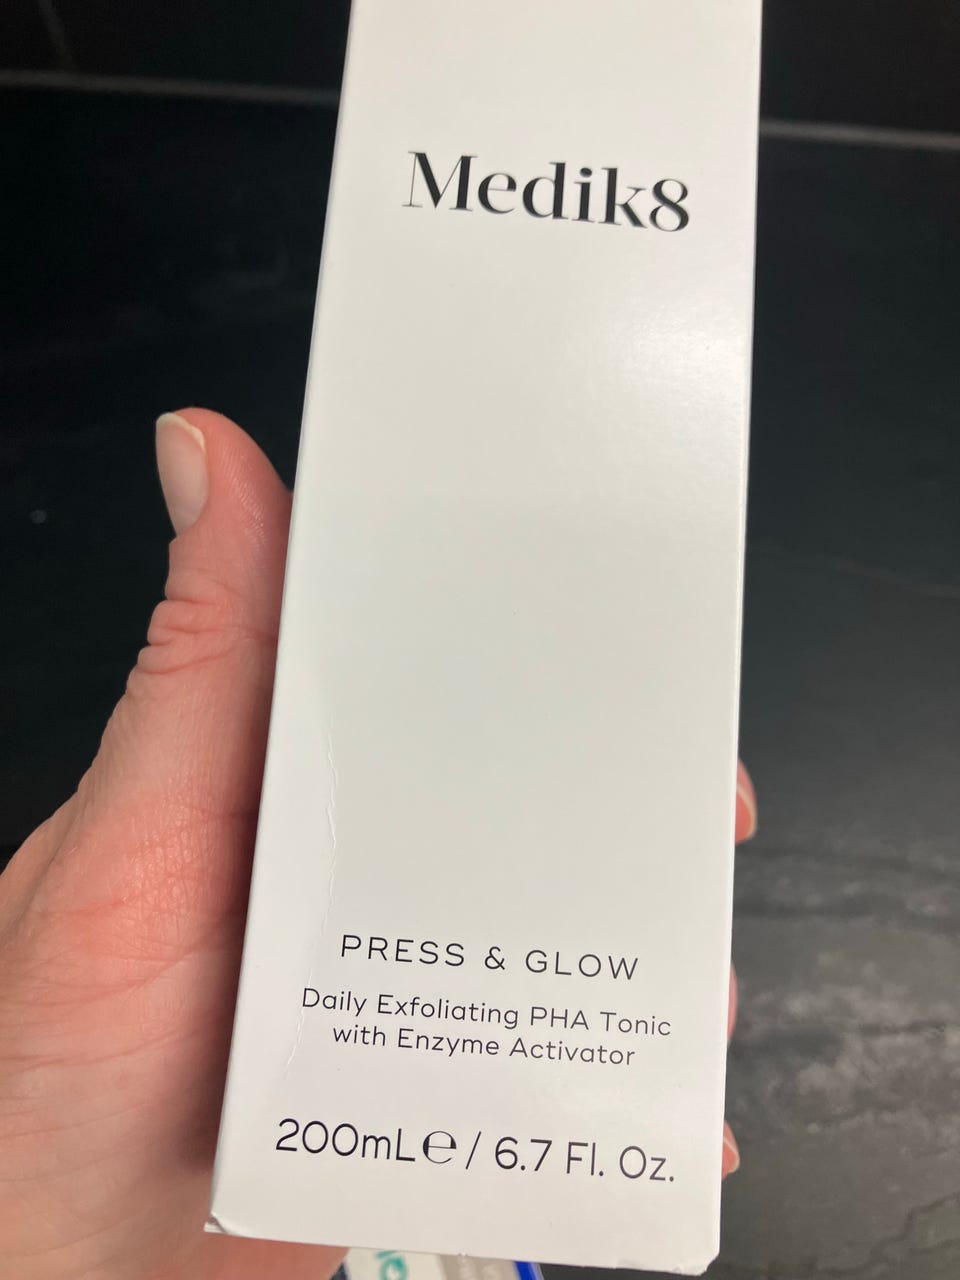 Medik8
PRESS & GLOW
Daily Exfoliating PHA Tonic
with Enzyme Activator
200mL℮ / 6.7 Fl. Oz.